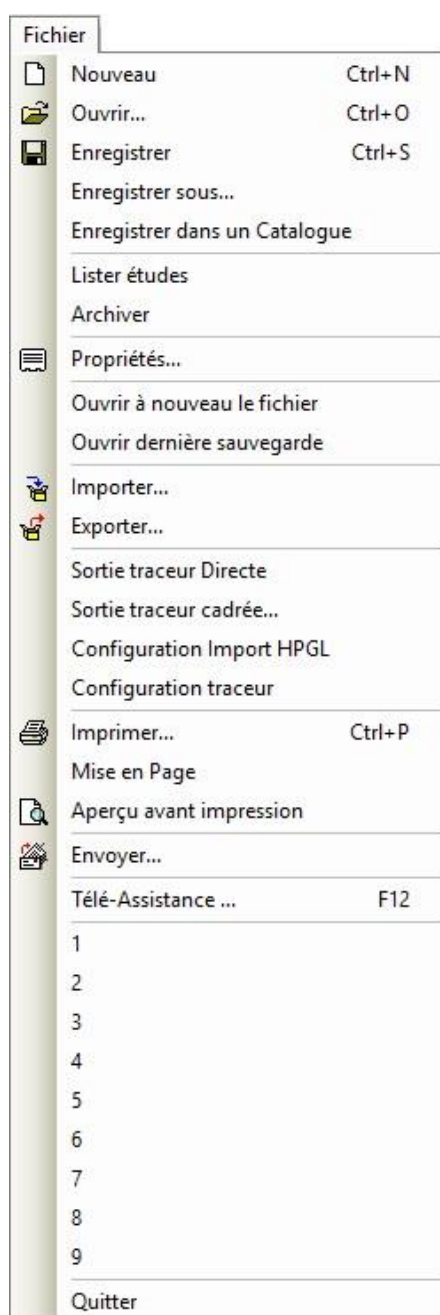 Fichier
Nouveau Ctrl+N
Ouvrir... Ctrl+O
Enregistrer Ctrl+S
Enregistrer sous...
Enregistrer dans un Catalogue
Lister études
Archiver
Propriétés...
Ouvrir à nouveau le fichier
Ouvrir dernière sauvegarde
Importer...
Exporter...
Sortie traceur Directe
Sortie traceur cadrée...
Configuration Import HPGL
Configuration traceur
Imprimer... Ctrl+P
Mise en Page
Aperçu avant impression
Envoyer...
Télé-Assistance ... F12
1
2
3
4
5
6
7
8
9
Quitter